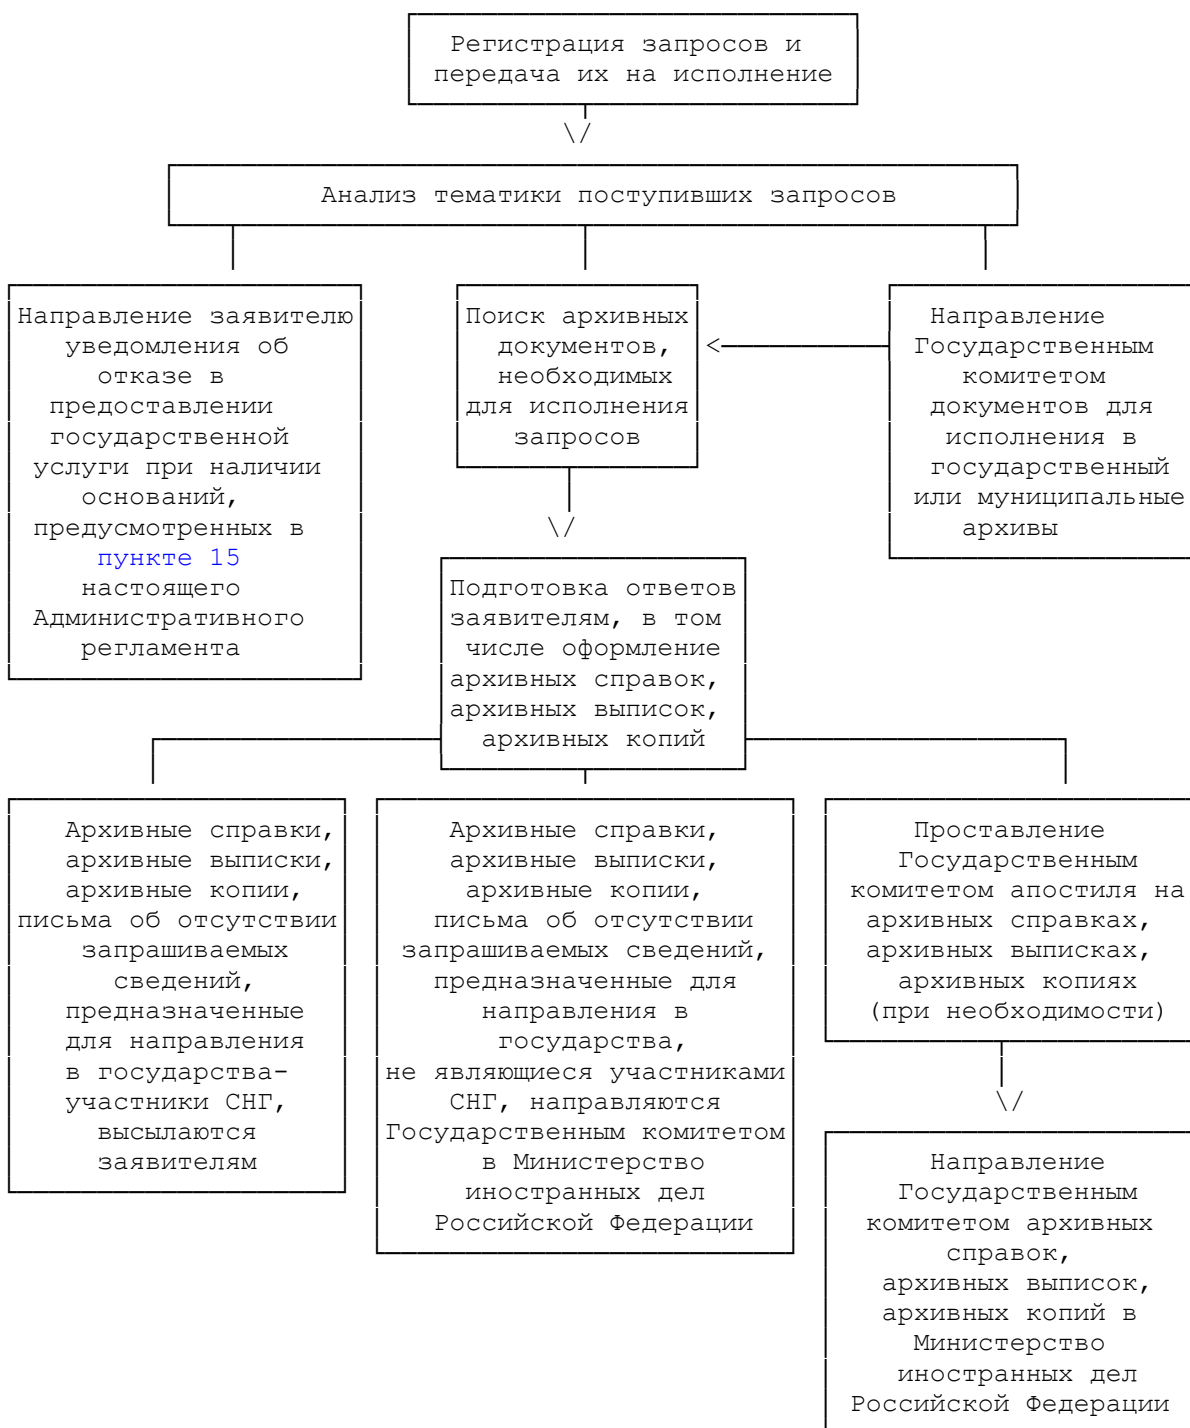 Регистрация запросов и
передача их на исполнение
Анализ тематики поступивших запросов
Направление заявителю
уведомления об
отказе в
предоставлении
государственной
услуги при наличии
оснований,
предусмотренных в
пункте 15
настоящего
Административного
регламента
Поиск архивных
документов,
необходимых
для исполнения
запросов
Направление
Государственным
комитетом
документов для
исполнения в
государственный
или муниципальные
архивы
Подготовка ответов
заявителям, в том
числе оформление
архивных справок,
архивных выписок,
архивных копий
Архивные справки,
архивные выписки,
архивные копии,
письма об отсутствии
запрашиваемых
сведений,
предназначенные
для направления
в государства-
участники СНГ,
высылаются
заявителям
Архивные справки,
архивные выписки,
архивные копии,
письма об отсутствии
запрашиваемых сведений,
предназначенные для
направления в
государства,
не являющиеся участниками
СНГ, направляются
Государственным комитетом
в Министерство
иностранных дел
Российской Федерации
Проставление
Государственным
комитетом апостиля на
архивных справках,
архивных выписках,
архивных копиях
(при необходимости)
Направление
Государственным
комитетом архивных
справок,
архивных выписок,
архивных копий в
Министерство
иностранных дел
Российской Федерации